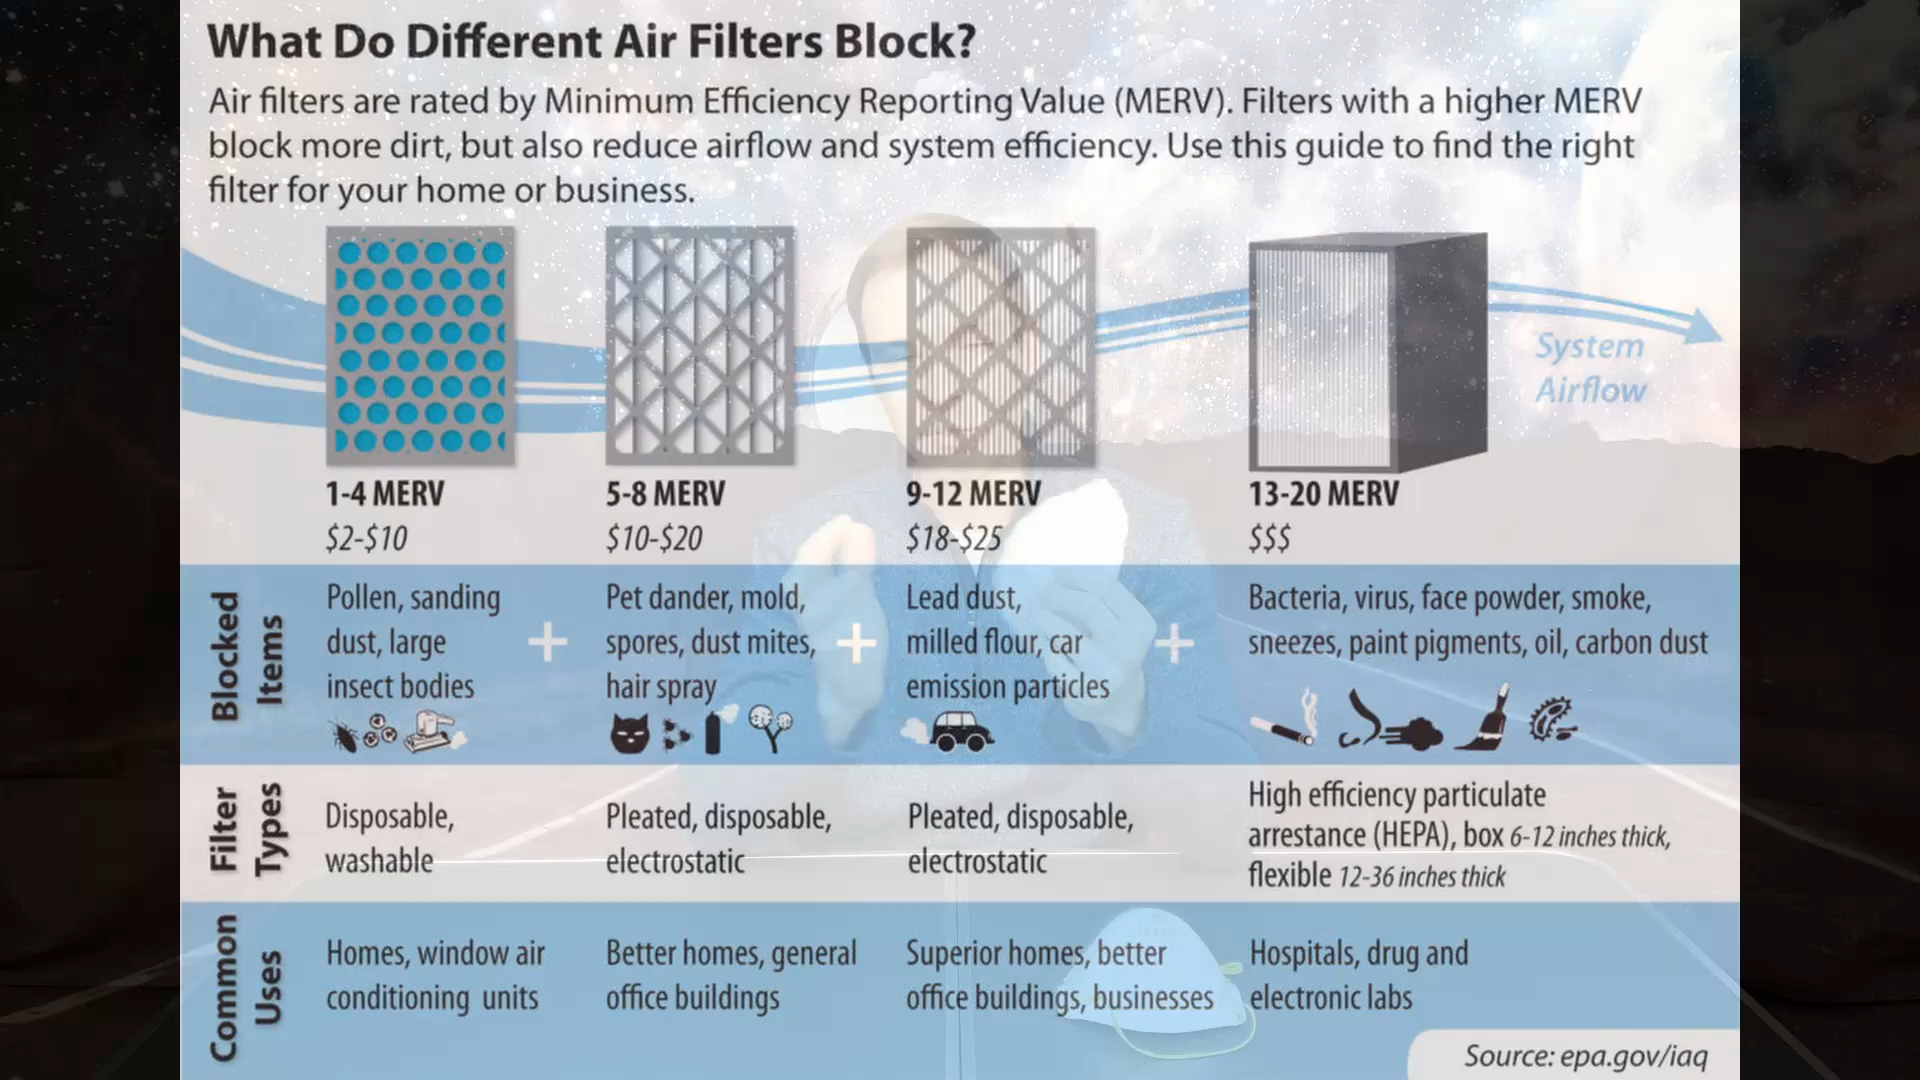 What Do Different Air Filters Block?
Air filters are rated by Minimum Efficiency Reporting Value (MERV). Filters with a higher MERV
block more dirt, but also reduce airflow and system efficiency. Use this guide to find the right
filter for your home or business.
System
Airflow
1-4 MERV
$2-$10
5-8 MERV
$10-$20
9-12 MERV
$18-$25
13-20 MERV
$$$
Blocked
Items
Pollen, sanding
dust, large
insect bodies
+
Pet dander, mold,
spores, dust mites,
hair spray
+
Lead dust,
milled flour, car
emission particles
+
Bacteria, virus, face powder, smoke,
sneezes, paint pigments, oil, carbon dust
Filter
Types
Disposable,
washable
Pleated, disposable,
electrostatic
Pleated, disposable,
electrostatic
High efficiency particulate
arrestance (HEPA), box 6-12 inches thick,
flexible 12-36 inches thick
Common
Uses
Homes, window air
conditioning units
Better homes, general
office buildings
Superior homes, better
office buildings, businesses
Hospitals, drug and
electronic labs
Source: epa.gov/iaq